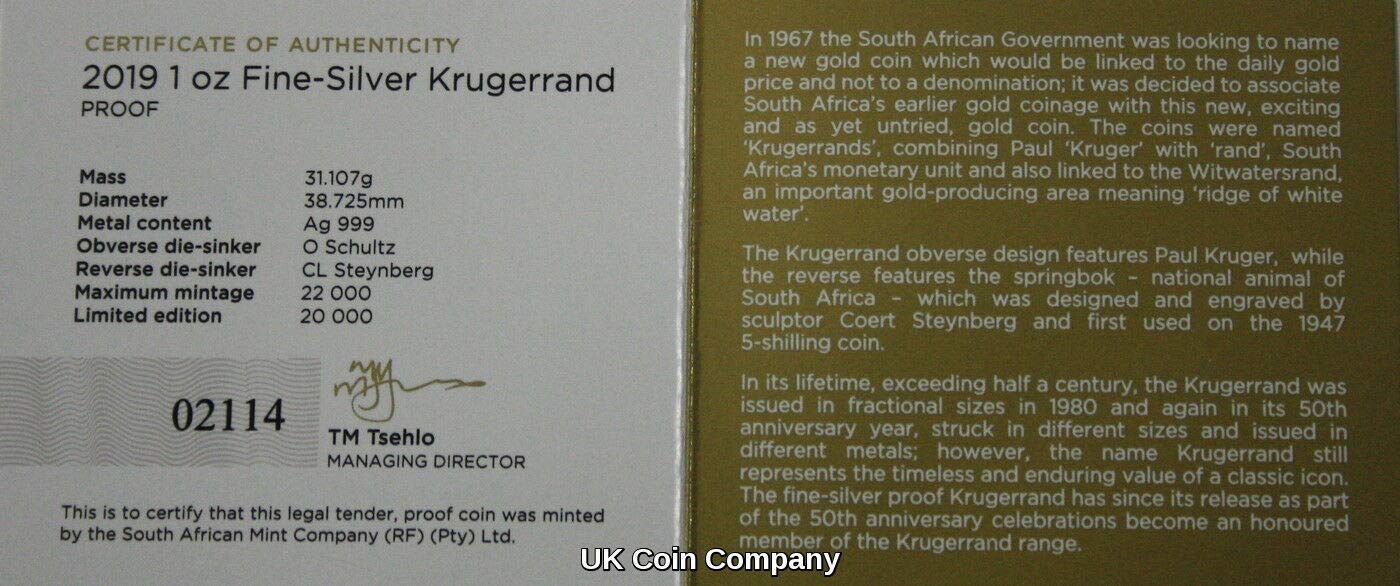 CERTIFICATE OF AUTHENTICITY
2019 1 oz Fine-Silver Krugerrand
PROOF
Mass 31.107g
Diameter 38.725mm
Metal content Ag 999
Obverse die-sinker O Schultz
Reverse die-sinker CL Steynberg
Maximum mintage 22 000
Limited edition 20 000
02114
TM Tsehlo
MANAGING DIRECTOR
This is to certify that this legal tender, proof coin was minted
by the South African Mint Company (RF) (Pty) Ltd.
In 1967 the South African Government was looking to name
a new gold coin which would be linked to the daily gold
price and not to a denomination; it was decided to associate
South Africa's earlier gold coinage with this new, exciting
and as yet untried, gold coin. The coins were named
'Krugerrands', combining Paul 'Kruger' with 'rand', South
Africa's monetary unit and also linked to the Witwatersrand,
an important gold-producing area meaning 'ridge of white
water'.
The Krugerrand obverse design features Paul Kruger, while
the reverse features the springbok – national animal of
South Africa – which was designed and engraved by
sculptor Coert Steynberg and first used on the 1947
5-shilling coin.
In its lifetime, exceeding half a century, the Krugerrand was
issued in fractional sizes in 1980 and again in its 50th
anniversary year, struck in different sizes and issued in
different metals; however, the name Krugerrand still
represents the timeless and enduring value of a classic icon.
The fine-silver proof Krugerrand has since its release as part
of the 50th anniversary celebrations become an honoured
member of the Krugerrand range.
UK Coin Company